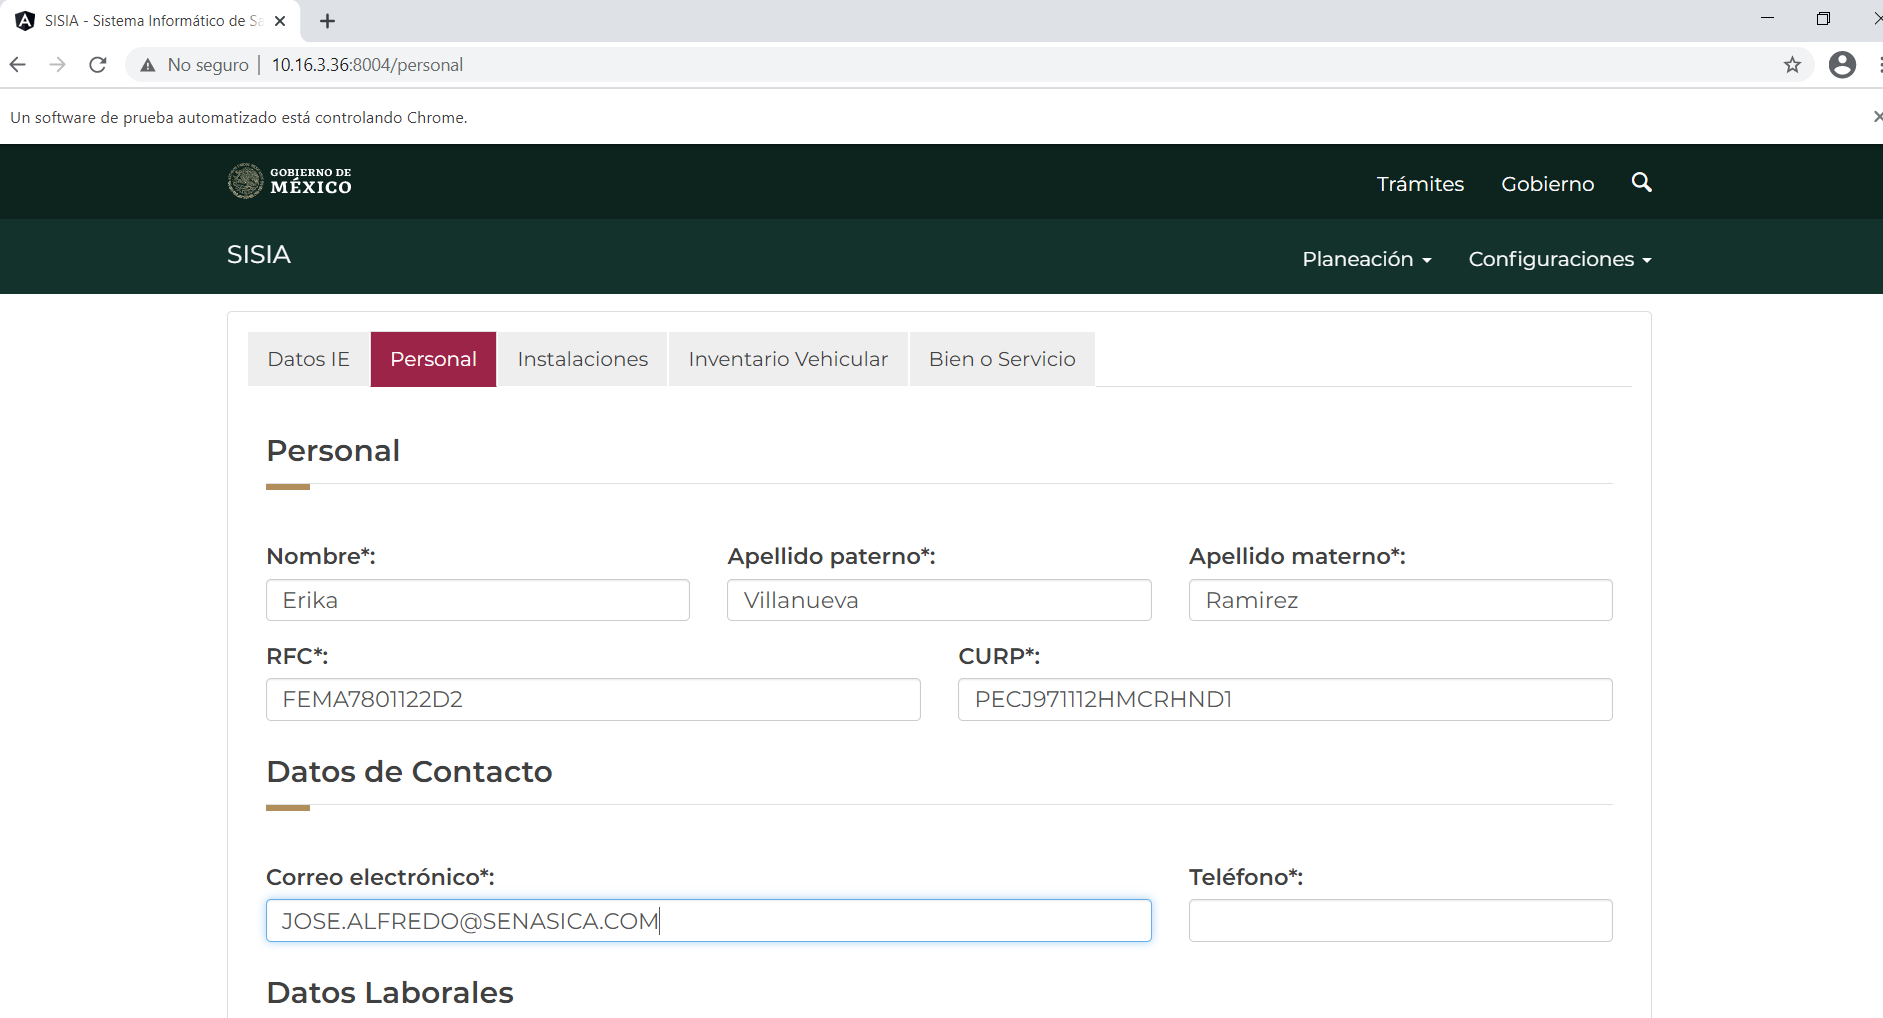 SISIA - Sistema Informático de Sa
No seguro | 10.16.3.36:8004/personal
Un software de prueba automatizado está controlando Chrome.
GOBIERNO DE
MÉXICO
Trámites Gobierno
SISIA
Planeación Configuraciones
Datos IE Personal Instalaciones Inventario Vehicular Bien o Servicio
Personal
Nombre*: Apellido paterno*: Apellido materno*:
Erika Villanueva Ramirez
RFC*: CURP*:
FEMA7801122D2 PECJ971112HMCRHND1
Datos de Contacto
Correo electrónico*: Teléfono*:
JOSE.ALFREDO@SENASICA.COM
Datos Laborales